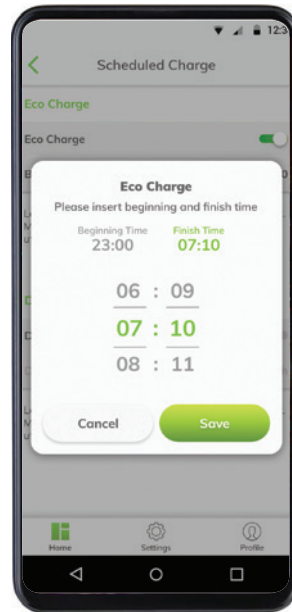 12:3
Scheduled Charge
Eco Charge
Eco Charge
Eco Charge
Please insert beginning and finish time
Beginning Time Finish Time
23:00 07:10
06 : 09
07 : 10
08 : 11
Cancel Save
Home Settings Profile